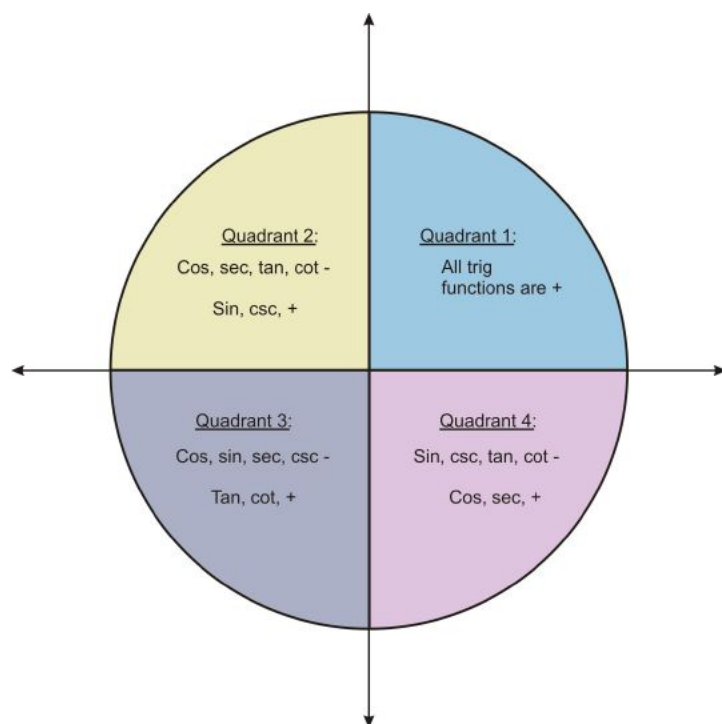 Quadrant 2:
Cos, sec, tan, cot -
Sin, csc, +
Quadrant 1:
All trig
functions are +
Quadrant 3:
Cos, sin, sec, csc -
Tan, cot, +
Quadrant 4:
Sin, csc, tan, cot -
Cos, sec, +